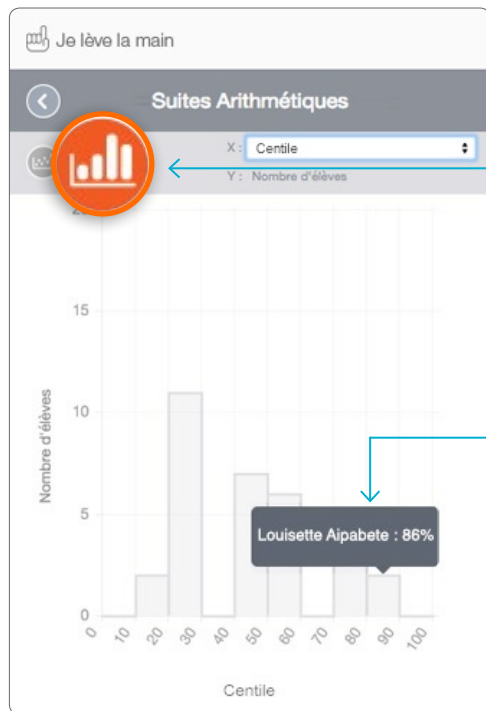 Je lève la main
Suites Arithmétiques
X : Centile
Y : Nombre d'élèves
15
10
5
0
Nombre d'élèves
Louisette Aipabete : 86%
0 10 20 30 40 50 60 70 80 90 100
Centile